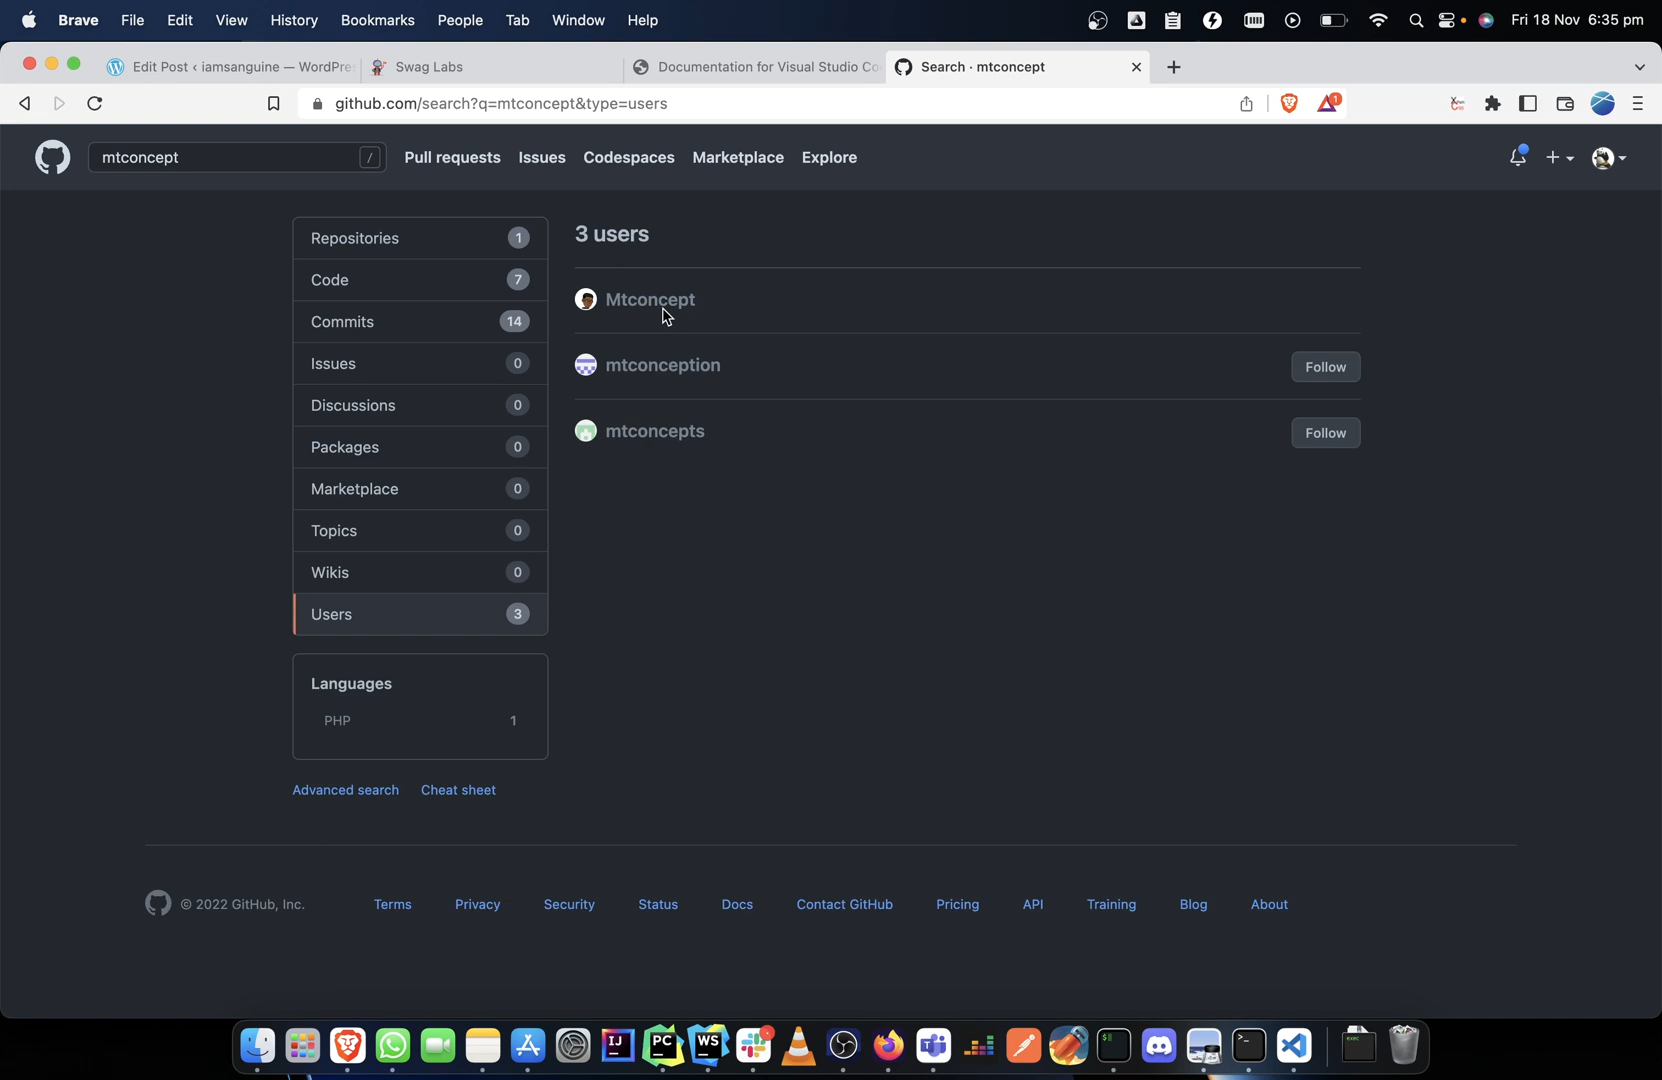 Brave File Edit View History Bookmarks People Tab Window Help Fri 18 Nov 6:35 pm
Edit Post ‹ iamsanguine — WordPre Swag Labs Documentation for Visual Studio Co Search · mtconcept
github.com/search?q=mtconcept&type=users 1
mtconcept / Pull requests Issues Codespaces Marketplace Explore
Repositories 1
Code 7
Commits 14
Issues 0
Discussions 0
Packages 0
Marketplace 0
Topics 0
Wikis 0
Users 3
Languages
PHP 1
Advanced search Cheat sheet
3 users
Mtconcept
mtconception Follow
mtconcepts Follow
© 2022 GitHub, Inc. Terms Privacy Security Status Docs Contact GitHub Pricing API Training Blog About
IJ PC WS